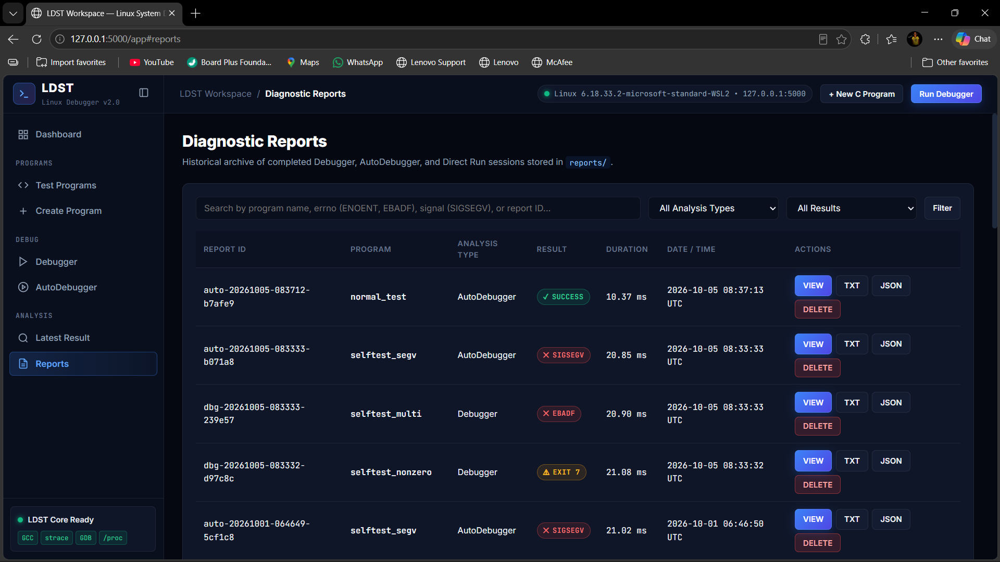 LDST Workspace — Linux System
127.0.0.1:5000/app#reports
Chat
Import favorites
YouTube
Board Plus Founda...
Maps
WhatsApp
Lenovo Support
Lenovo
McAfee
Other favorites
LDST
Linux Debugger v2.0
LDST Workspace / Diagnostic Reports
Linux 6.18.33.2-microsoft-standard-WSL2 • 127.0.0.1:5000
+ New C Program
Run Debugger
Dashboard
PROGRAMS
Test Programs
Create Program
DEBUG
Debugger
AutoDebugger
ANALYSIS
Latest Result
Reports
LDST Core Ready
GCC strace GDB /proc
Diagnostic Reports
Historical archive of completed Debugger, AutoDebugger, and Direct Run sessions stored in reports/.
Search by program name, errno (ENOENT, EBADF), signal (SIGSEGV), or report ID...
All Analysis Types
All Results
Filter
REPORT ID PROGRAM ANALYSIS TYPE RESULT DURATION DATE / TIME ACTIONS
auto-20261005-083712-
b7afe9
normal_test
AutoDebugger
✓ SUCCESS
10.37 ms
2026-10-05 08:37:13
UTC
VIEW TXT JSON
DELETE
auto-20261005-083333-
b071a8
selftest_segv
AutoDebugger
✕ SIGSEGV
20.85 ms
2026-10-05 08:33:33
UTC
VIEW TXT JSON
DELETE
dbg-20261005-083333-
239e57
selftest_multi
Debugger
✕ EBADF
20.90 ms
2026-10-05 08:33:33
UTC
VIEW TXT JSON
DELETE
dbg-20261005-083332-
d97c8c
selftest_nonzero
Debugger
⚠ EXIT 7
21.08 ms
2026-10-05 08:33:32
UTC
VIEW TXT JSON
DELETE
auto-20261001-064649-
5cf1c8
selftest_segv
AutoDebugger
✕ SIGSEGV
21.02 ms
2026-10-01 06:46:50
UTC
VIEW TXT JSON
DELETE